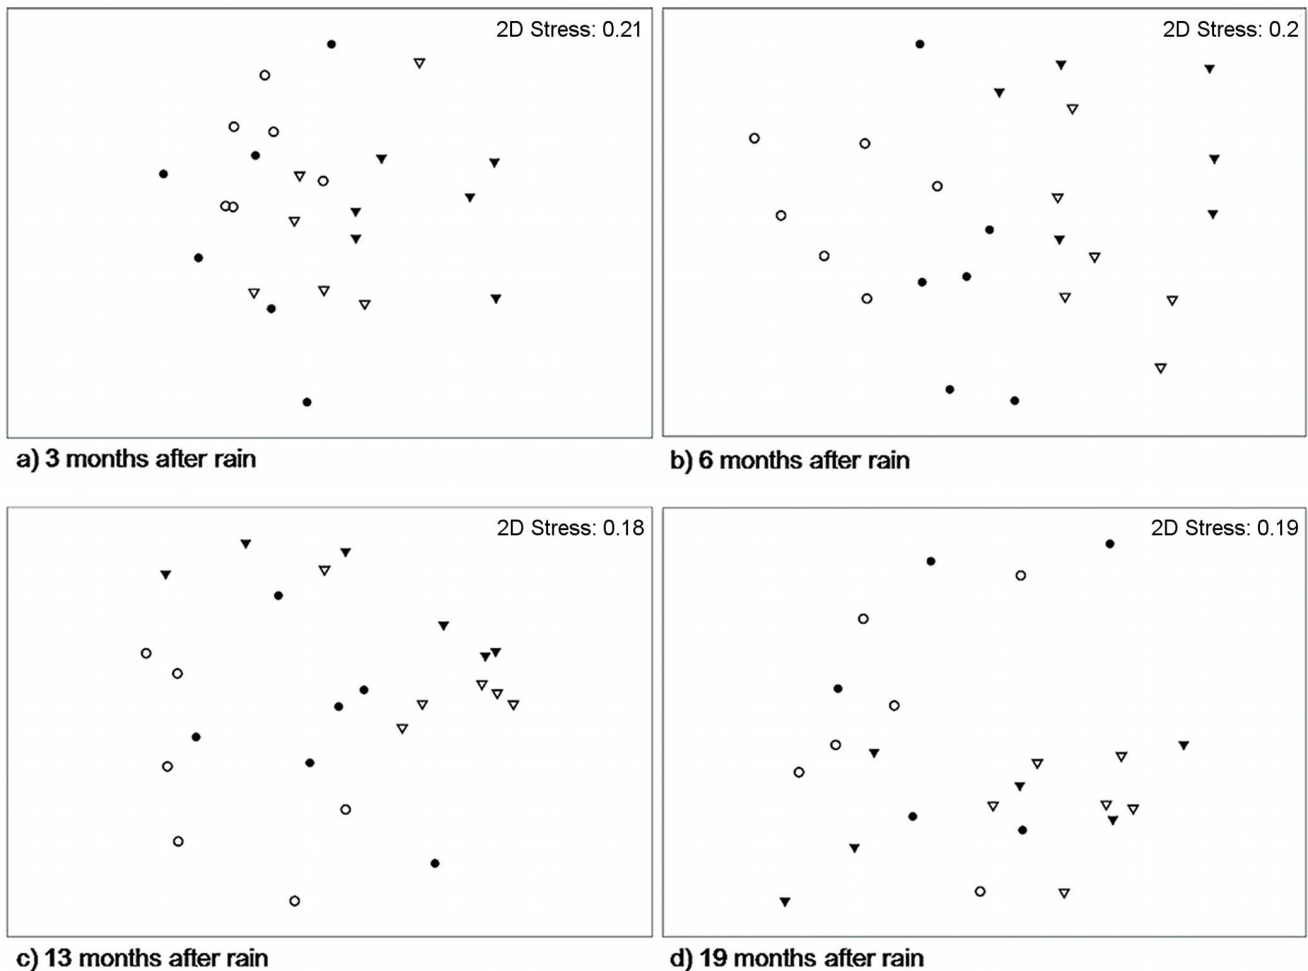 2D Stress: 0.21
2D Stress: 0.2
a) 3 months after rain
b) 6 months after rain
2D Stress: 0.18
2D Stress: 0.19
c) 13 months after rain
d) 19 months after rain